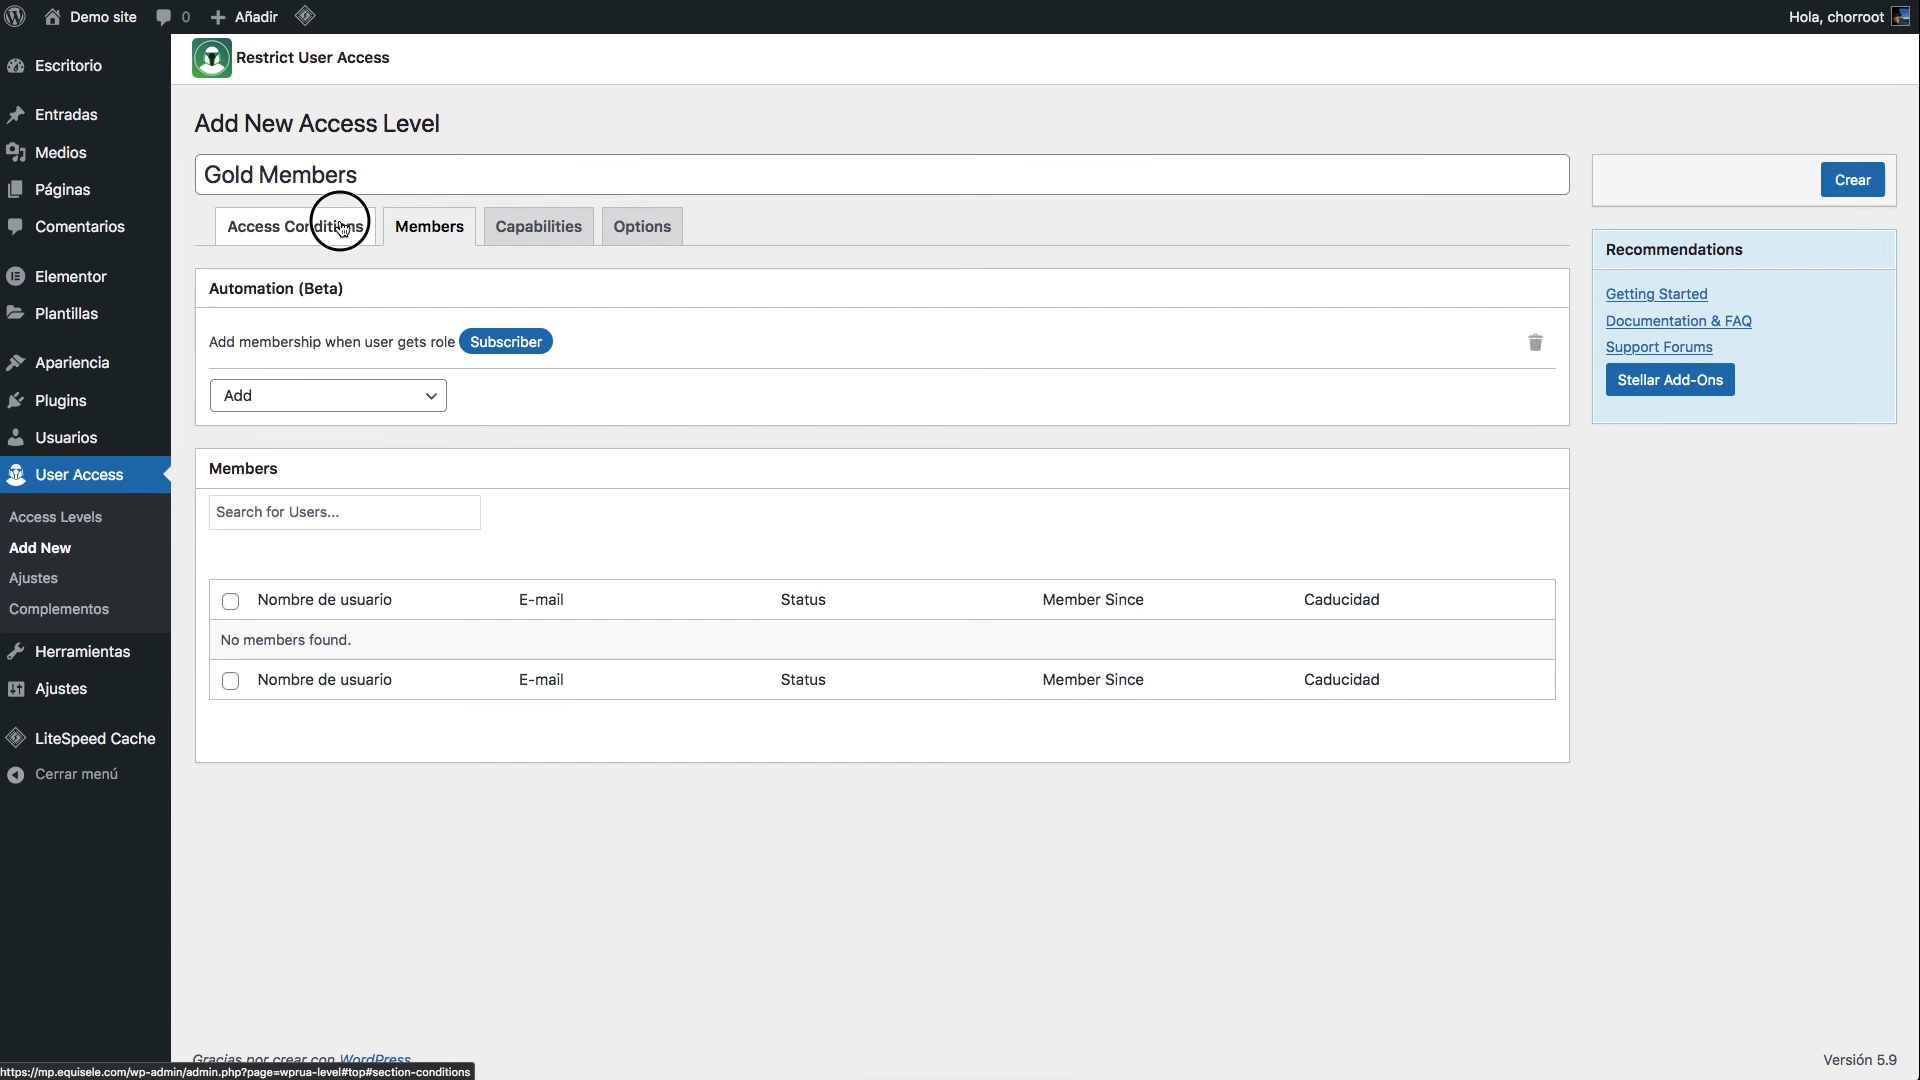 Demo site
0
Añadir
Hola, chorroot
Escritorio
Entradas
Medios
Páginas
Comentarios
Elementor
Plantillas
Apariencia
Plugins
Usuarios
User Access
Access Levels
Add New
Ajustes
Complementos
Herramientas
Ajustes
LiteSpeed Cache
Cerrar menú
Restrict User Access
Add New Access Level
Gold Members
Crear
Access Conditions
Members
Capabilities
Options
Automation (Beta)
Add membership when user gets role Subscriber
Add
Members
Search for Users...
Nombre de usuario E-mail Status Member Since Caducidad
No members found.
Nombre de usuario E-mail Status Member Since Caducidad
Recommendations
Getting Started
Documentation & FAQ
Support Forums
Stellar Add-Ons
Gracias por crear con WordPress
Versión 5.9
https://mp.equisele.com/wp-admin/admin.php?page=wprua-level#top#section-conditions